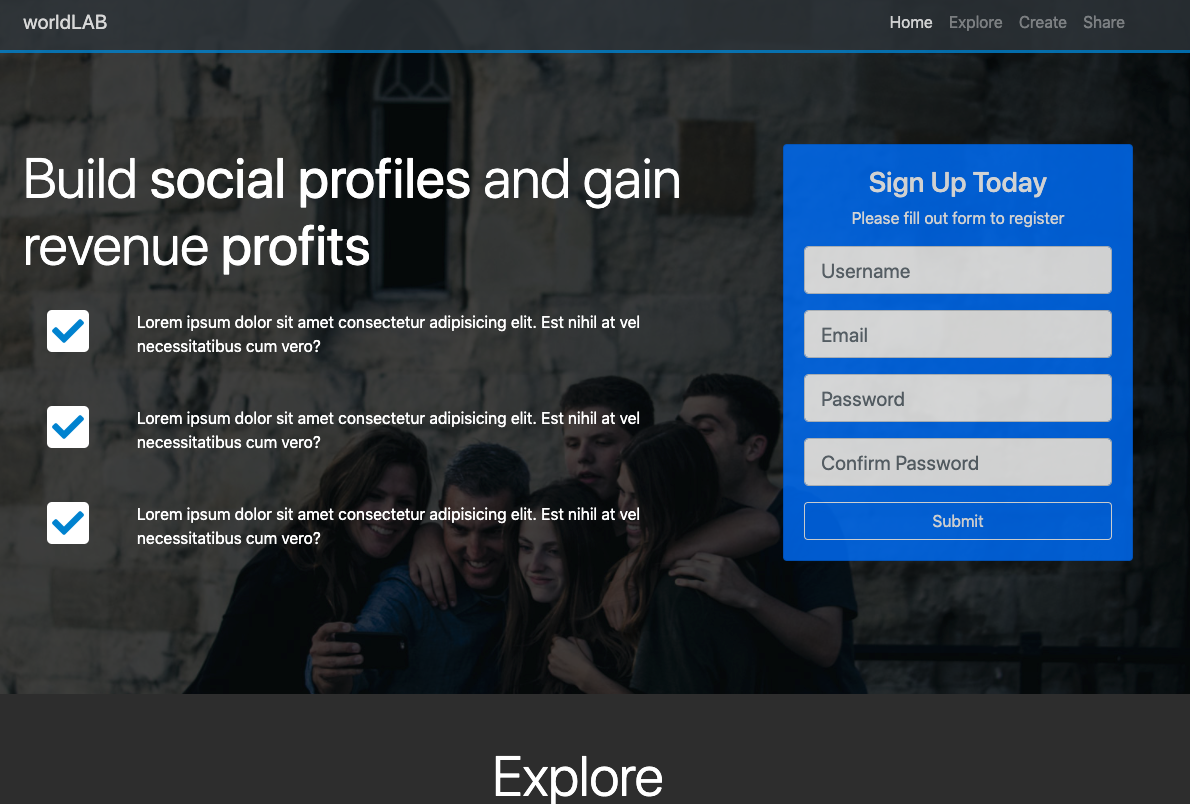 worldLAB
Home Explore Create Share
Build social profiles and gain
revenue profits
Lorem ipsum dolor sit amet consectetur adipisicing elit. Est nihil at vel
necessitatibus cum vero?
Lorem ipsum dolor sit amet consectetur adipisicing elit. Est nihil at vel
necessitatibus cum vero?
Lorem ipsum dolor sit amet consectetur adipisicing elit. Est nihil at vel
necessitatibus cum vero?
Sign Up Today
Please fill out form to register
Username
Email
Password
Confirm Password
Submit
Explore